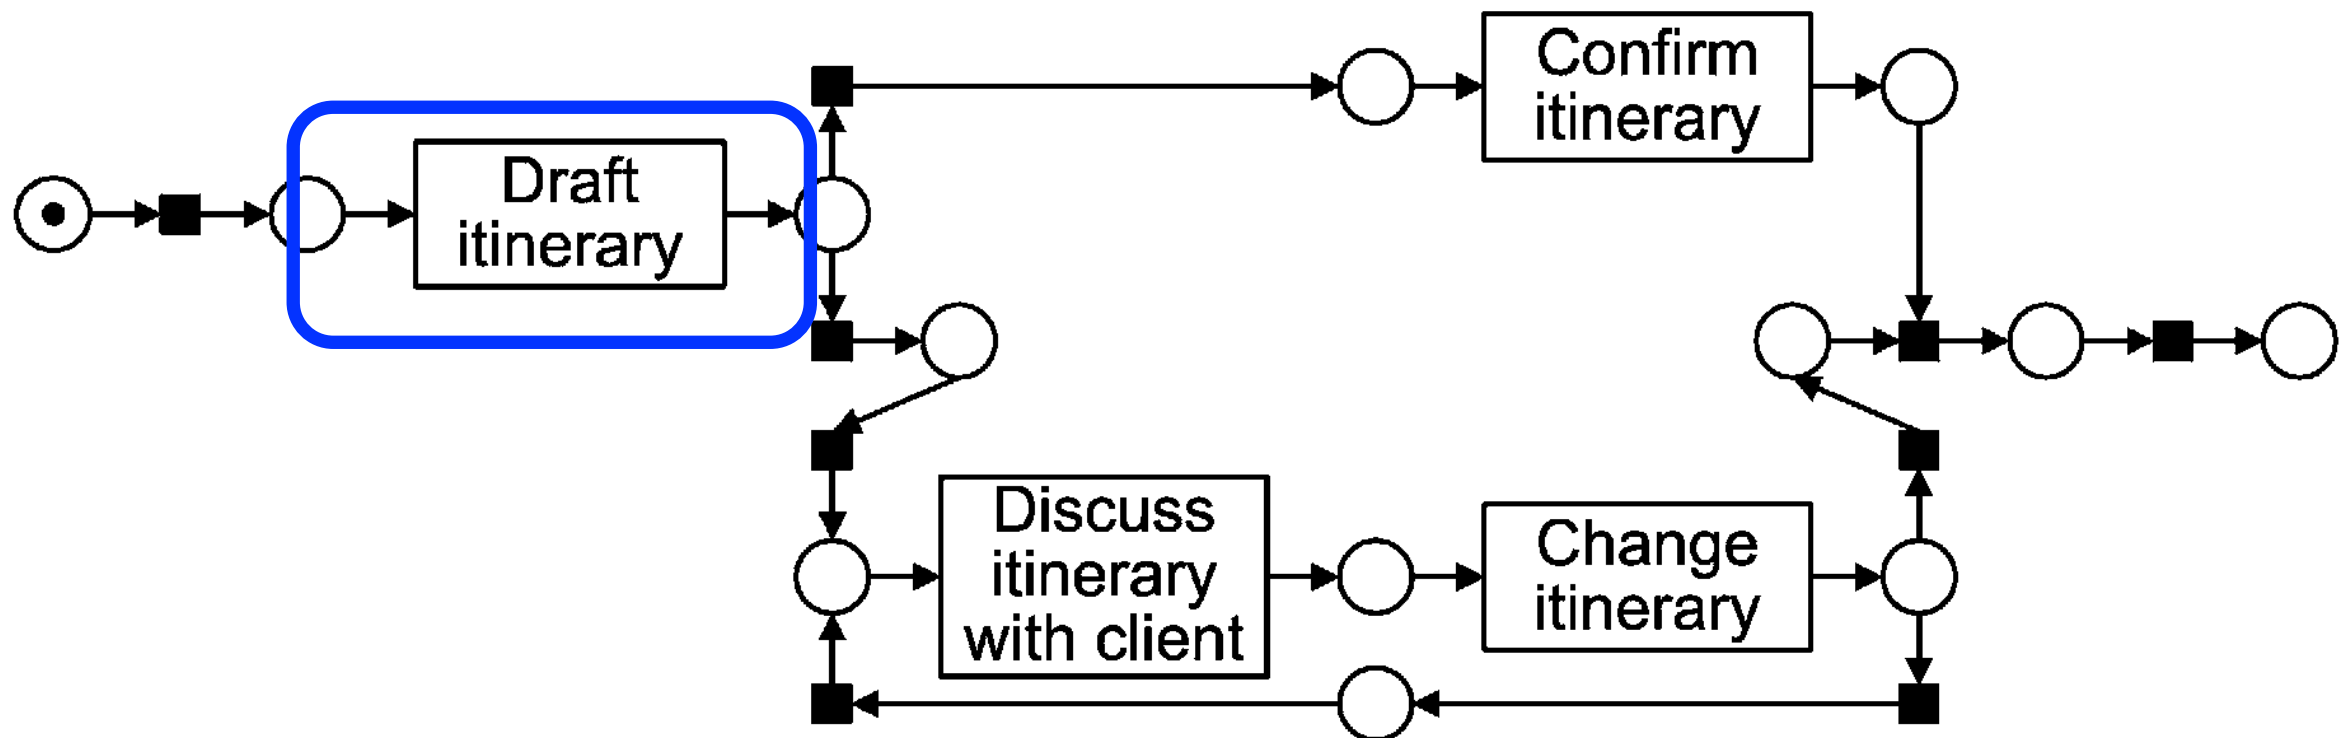 Confirm
itinerary
Draft
itinerary
Discuss
itinerary
with client
Change
itinerary